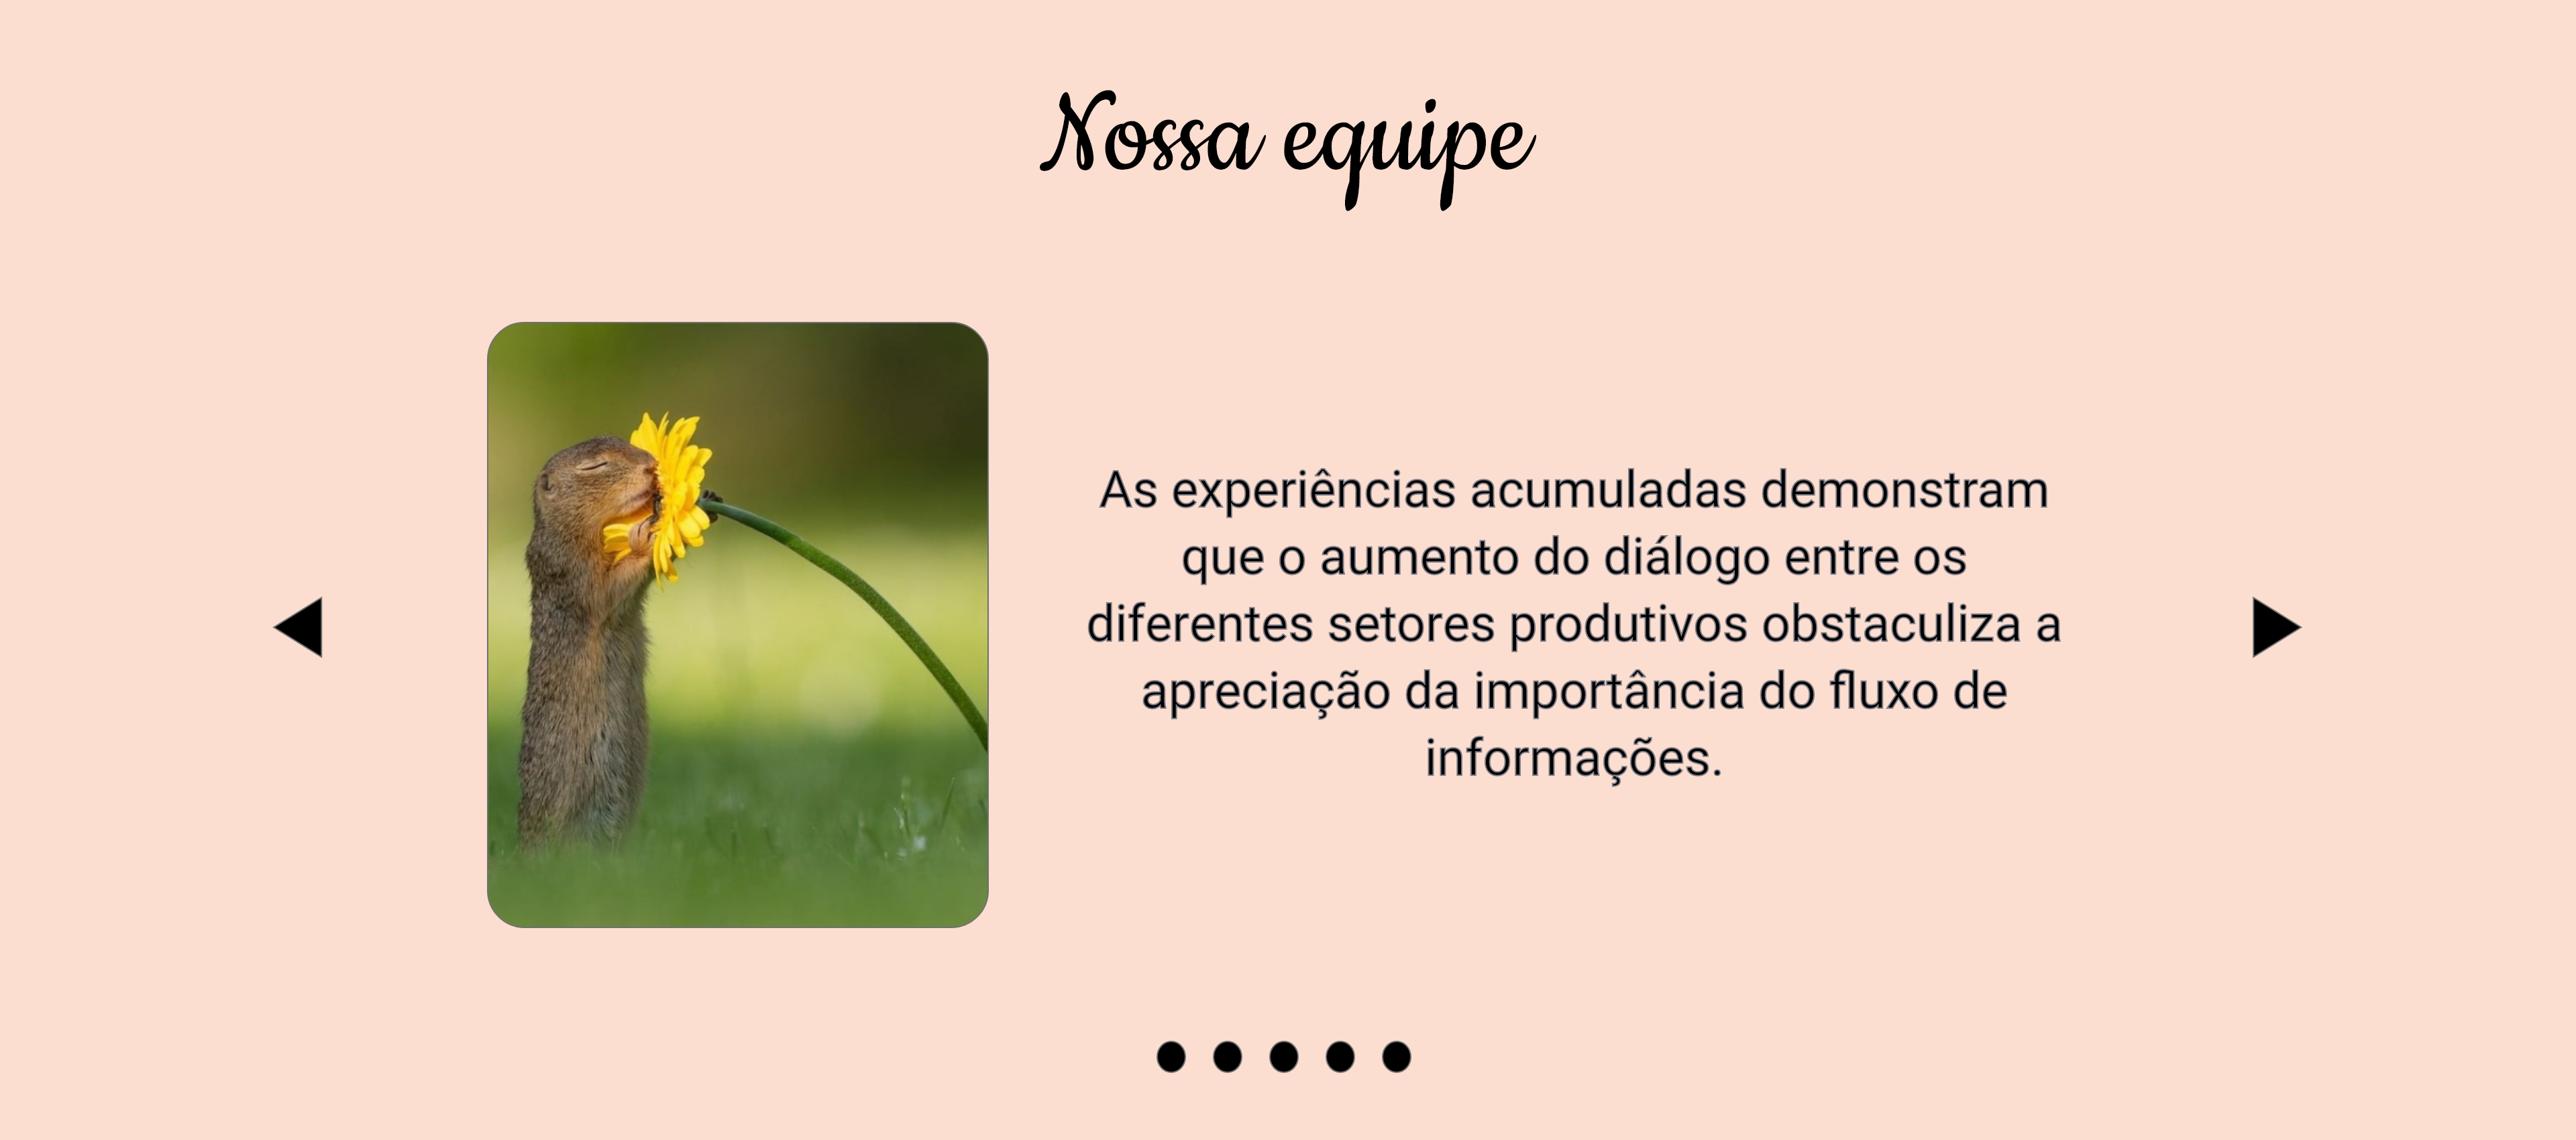 Nossa equipe
As experiências acumuladas demonstram
que o aumento do diálogo entre os
diferentes setores produtivos obstaculiza a
apreciação da importância do fluxo de
informações.